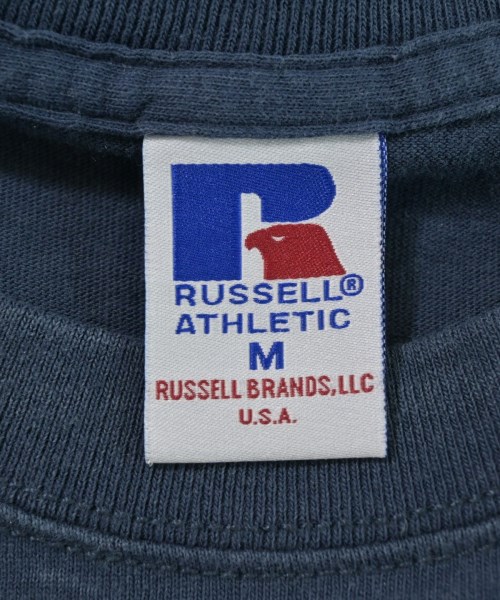 RUSSELL®
ATHLETIC
M
RUSSELL BRANDS, LLC
U.S.A.